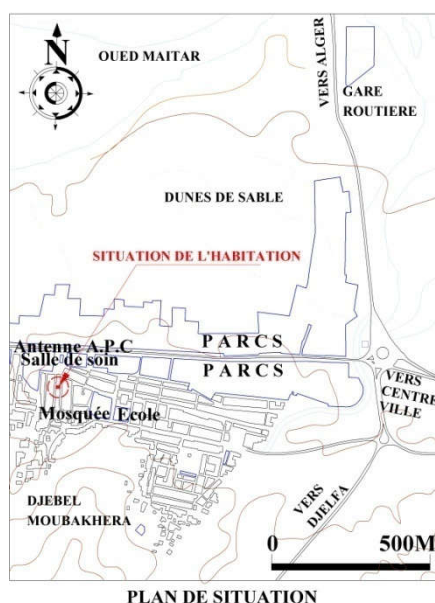 N
OUED MAITAR
VERS ALGER
GARE
ROUTIERE
DUNES DE SABLE
SITUATION DE L'HABITATION
PARCS
Antenne A.P.C
Salle de soin
PARCS
VERS
CENTRE
VILLE
Mosquée Ecole
DJEBEL
MOUBAKHERA
VERS
DJELFA
0 500M
PLAN DE SITUATION